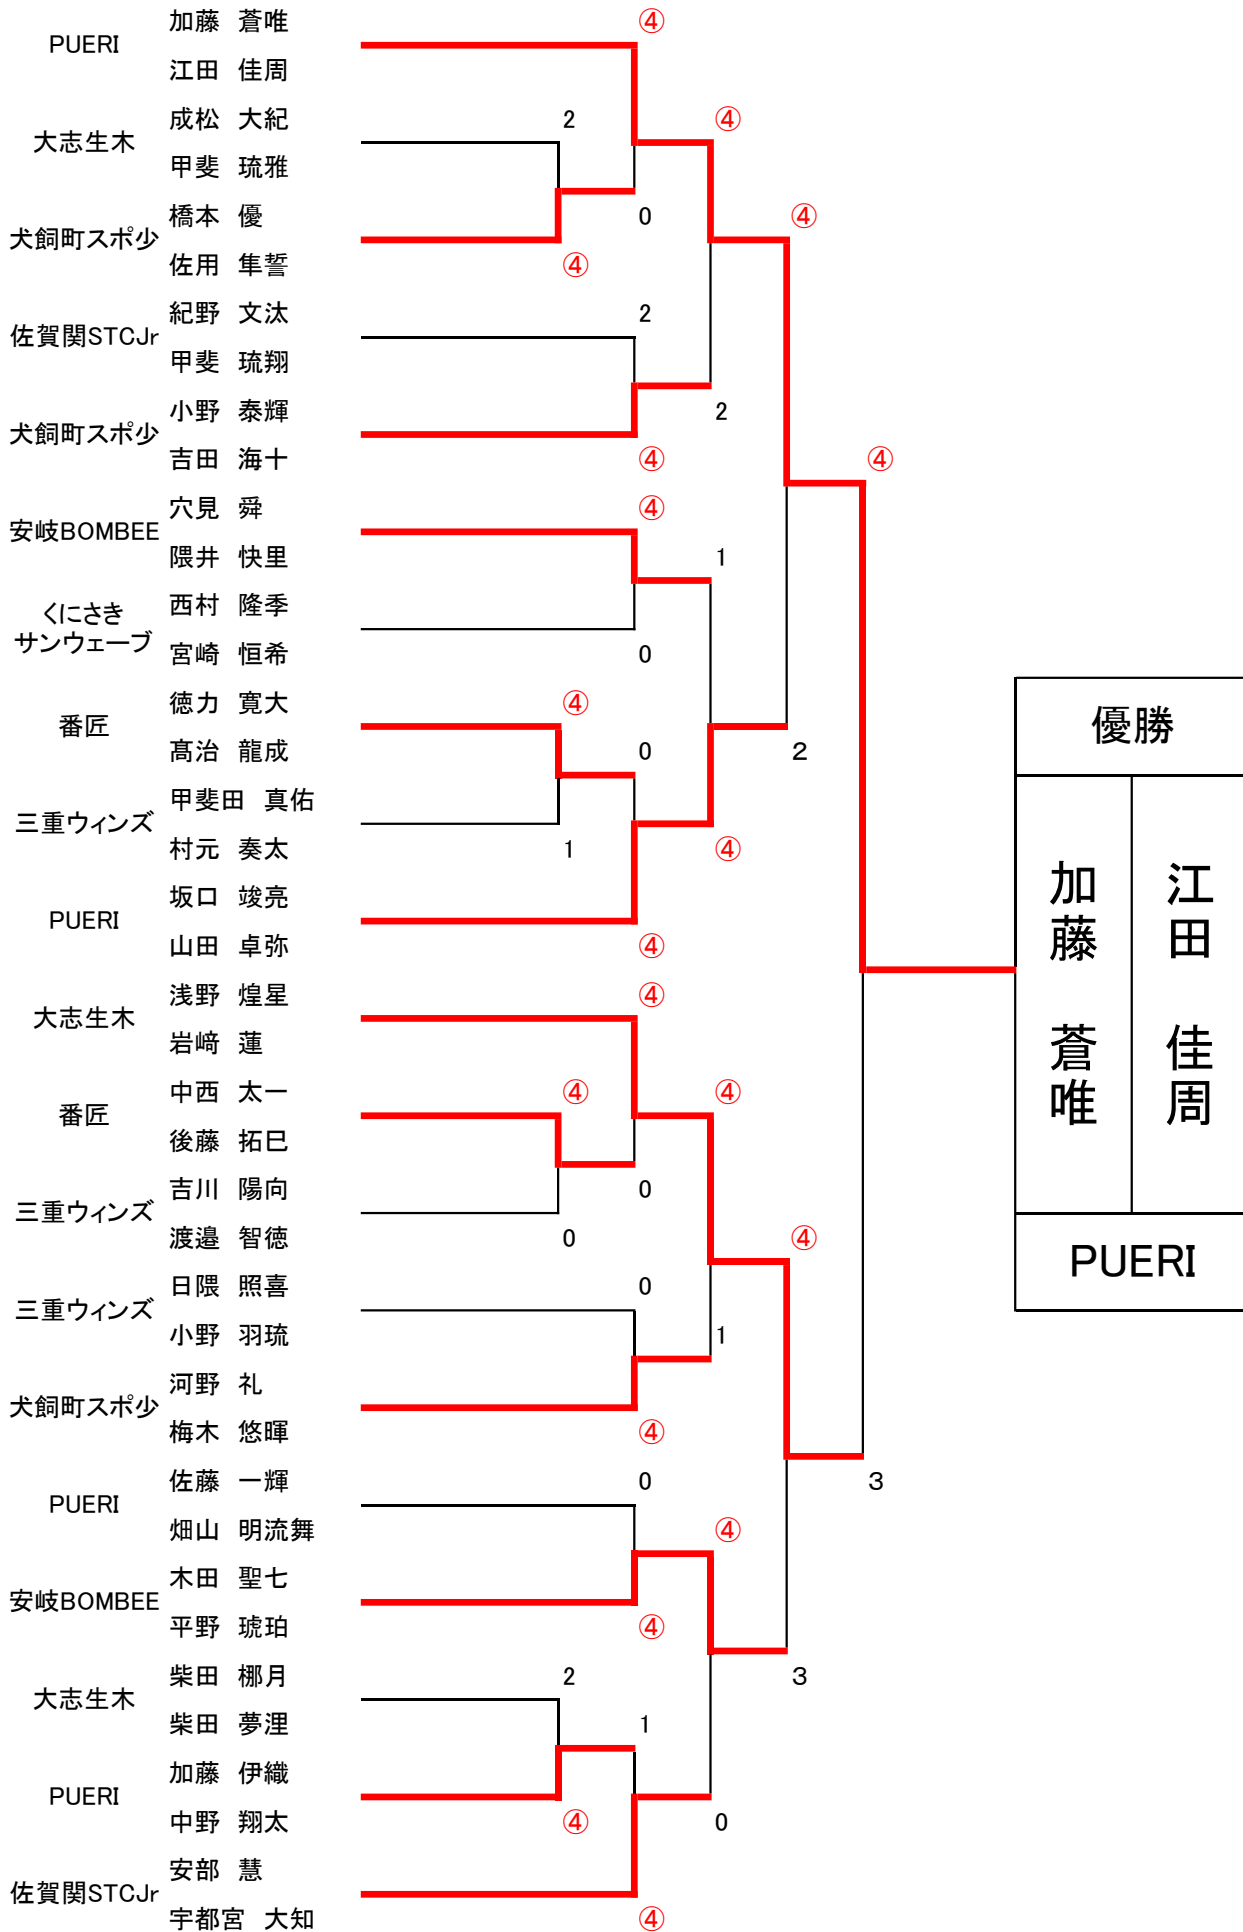 加藤 蒼唯
④
PUERI
江田 佳周
成松 大紀
2
④
大志生木
甲斐 琉雅
橋本 優
0
④
犬飼町スポ少
佐用 隼誓
④
紀野 文汰
2
佐賀関STCJr
甲斐 琉翔
小野 泰輝
2
犬飼町スポ少
吉田 海十
④
④
穴見 舜
④
安岐BOMBEE
隈井 快里
1
くにさき
サンウェーブ
西村 隆季
宮崎 恒希
0
徳力 寛大
④
番匠
優勝
髙治 龍成
0
2
甲斐田 真佑
三重ウィンズ
村元 奏太
1
④
坂口 竣亮
加藤 蒼唯
江田 佳周
PUERI
山田 卓弥
④
浅野 煌星
④
大志生木
岩﨑 蓮
中西 太一
④
④
番匠
後藤 拓巳
吉川 陽向
0
三重ウィンズ
渡邉 智徳
0
④
PUERI
日隈 照喜
0
三重ウィンズ
小野 羽琉
1
河野 礼
犬飼町スポ少
梅木 悠暉
④
佐藤 一輝
0
3
PUERI
畑山 明流舞
④
木田 聖七
安岐BOMBEE
平野 琥珀
④
柴田 梛月
2
3
大志生木
柴田 夢浬
1
加藤 伊織
PUERI
中野 翔太
④
0
安部 慧
佐賀関STCJr
宇都宮 大知
④